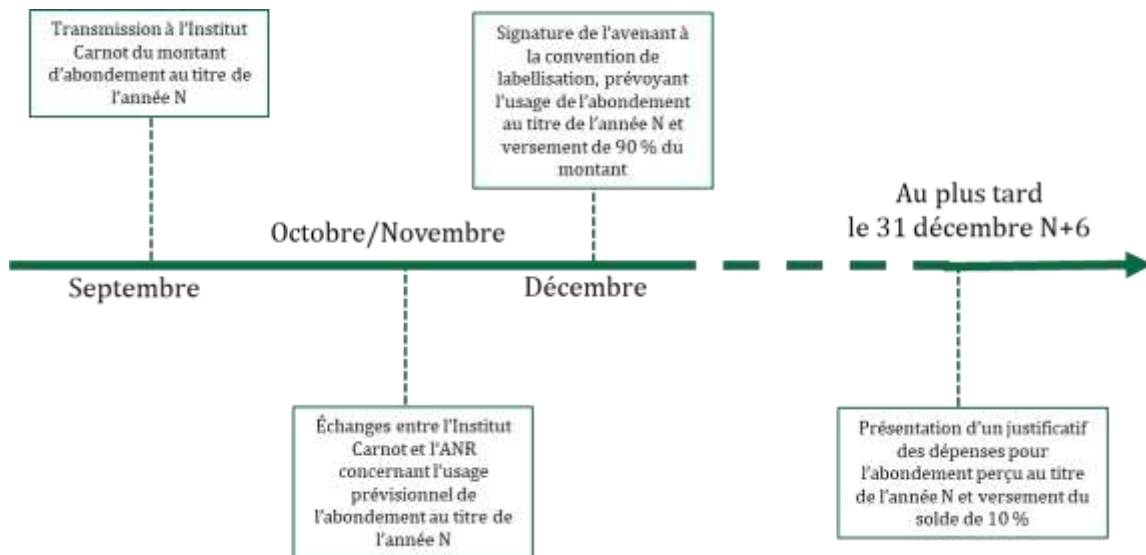 Transmission à l'Institut
Carnot du montant
d'abondement au titre de
l'année N
Signature de l'avenant à
la convention de
labellisation, prévoyant
l'usage de l'abondement
au titre de l'année N et
versement de 90 % du
montant
Au plus tard
le 31 décembre N+6
Octobre/Novembre
Septembre
Décembre
Échanges entre l'Institut
Carnot et l'ANR
concernant l'usage
prévisionnel de
l'abondement au titre de
l'année N
Présentation d'un justificatif
des dépenses pour
l'abondement perçu au titre
de l'année N et versement du
solde de 10 %